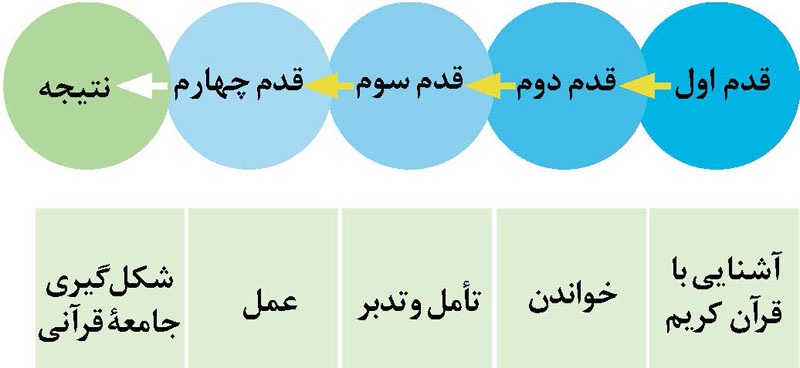 قدم اول
قدم دوم
قدم سوم
قدم چهارم
نتیجه
آشنایی با
قرآن کریم
خواندن
تأمل و تدبر
عمل
شکل‌گیری
جامعۀ قرآنی